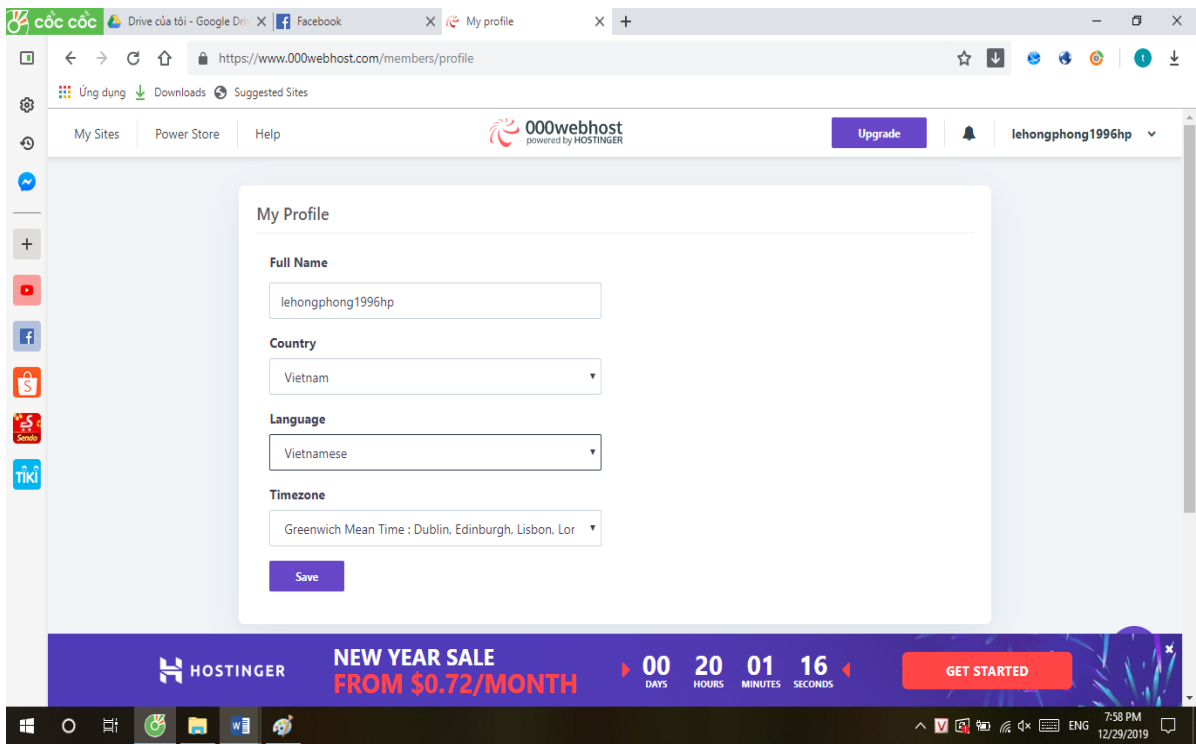 cốc cốc Drive của tôi - Google Dri Facebook My profile
https://www.000webhost.com/members/profile t
Ứng dụng Downloads Suggested Sites
My Sites Power Store Help 000webhost Upgrade lehongphong1996hp
powered by HOSTINGER
My Profile
Full Name
lehongphong1996hp
Country
Vietnam
Language
Vietnamese
Timezone
Greenwich Mean Time : Dublin, Edinburgh, Lisbon, Lor
Save
S
Sendo
TIKI
HOSTINGER NEW YEAR SALE 00 20 01 16 GET STARTED
FROM $0.72/MONTH DAYS HOURS MINUTES SECONDS
W V ENG 7:58 PM
12/29/2019